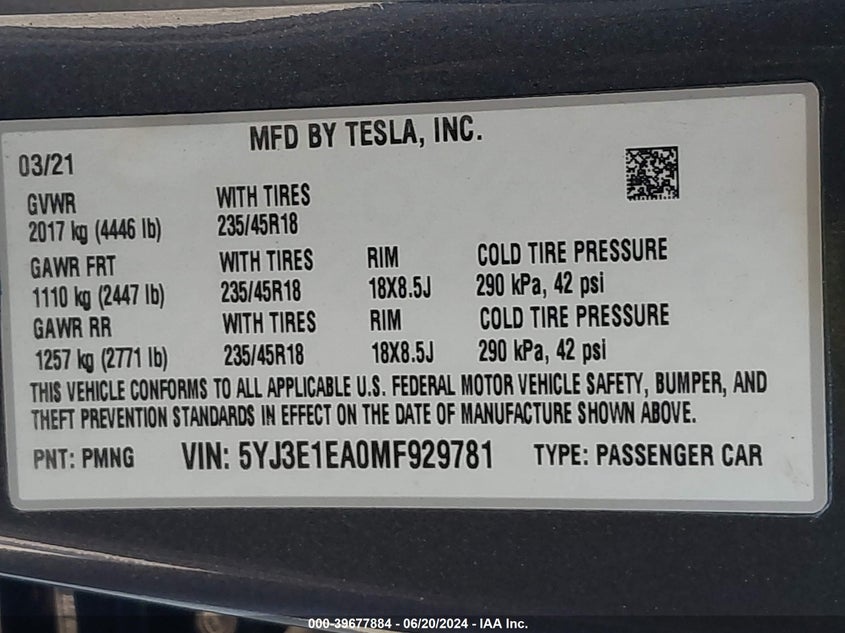 MFD BY TESLA, INC.
03/21
GVWR WITH TIRES
2017 kg (4446 lb) 235/45R18
GAWR FRT WITH TIRES RIM COLD TIRE PRESSURE
1110 kg (2447 lb) 235/45R18 18X8.5J 290 kPa, 42 psi
GAWR RR WITH TIRES RIM COLD TIRE PRESSURE
1257 kg (2771 lb) 235/45R18 18X8.5J 290 kPa, 42 psi
THIS VEHICLE CONFORMS TO ALL APPLICABLE U.S. FEDERAL MOTOR VEHICLE SAFETY, BUMPER, AND
THEFT PREVENTION STANDARDS IN EFFECT ON THE DATE OF MANUFACTURE SHOWN ABOVE.
PNT: PMNG VIN: 5YJ3E1EA0MF929781 TYPE: PASSENGER CAR
000-39677884 - 06/20/2024 - IAA Inc.